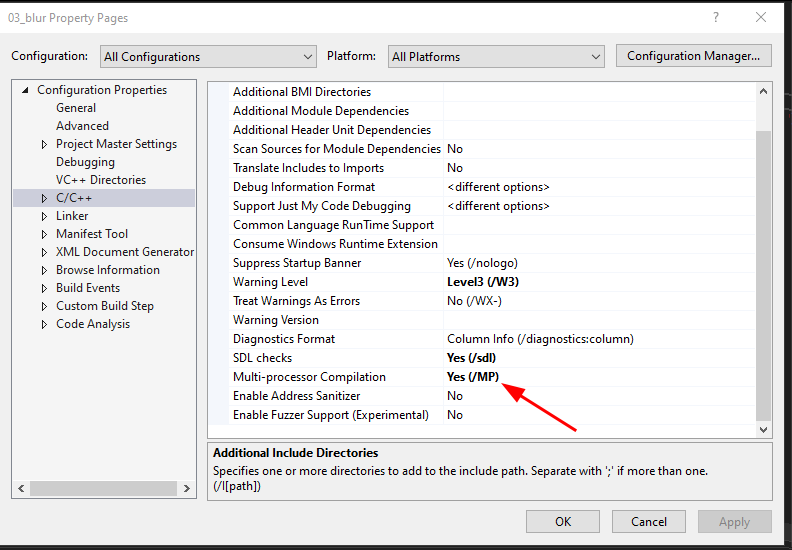 03_blur Property Pages
Configuration: All Configurations Platform: All Platforms Configuration Manager...
Configuration Properties
General
Advanced
Project Master Settings
Debugging
VC++ Directories
C/C++
Linker
Manifest Tool
XML Document Generator
Browse Information
Build Events
Custom Build Step
Code Analysis
Additional BMI Directories
Additional Module Dependencies
Additional Header Unit Dependencies
Scan Sources for Module Dependencies No
Translate Includes to Imports No
Debug Information Format <different options>
Support Just My Code Debugging <different options>
Common Language RunTime Support
Consume Windows Runtime Extension
Suppress Startup Banner Yes (/nologo)
Warning Level Level3 (/W3)
Treat Warnings As Errors No (/WX-)
Warning Version
Diagnostics Format Column Info (/diagnostics:column)
SDL checks Yes (/sdl)
Multi-processor Compilation Yes (/MP)
Enable Address Sanitizer No
Enable Fuzzer Support (Experimental) No
Additional Include Directories
Specifies one or more directories to add to the include path. Separate with ';' if more than one.
(/I[path])
OK Cancel Apply